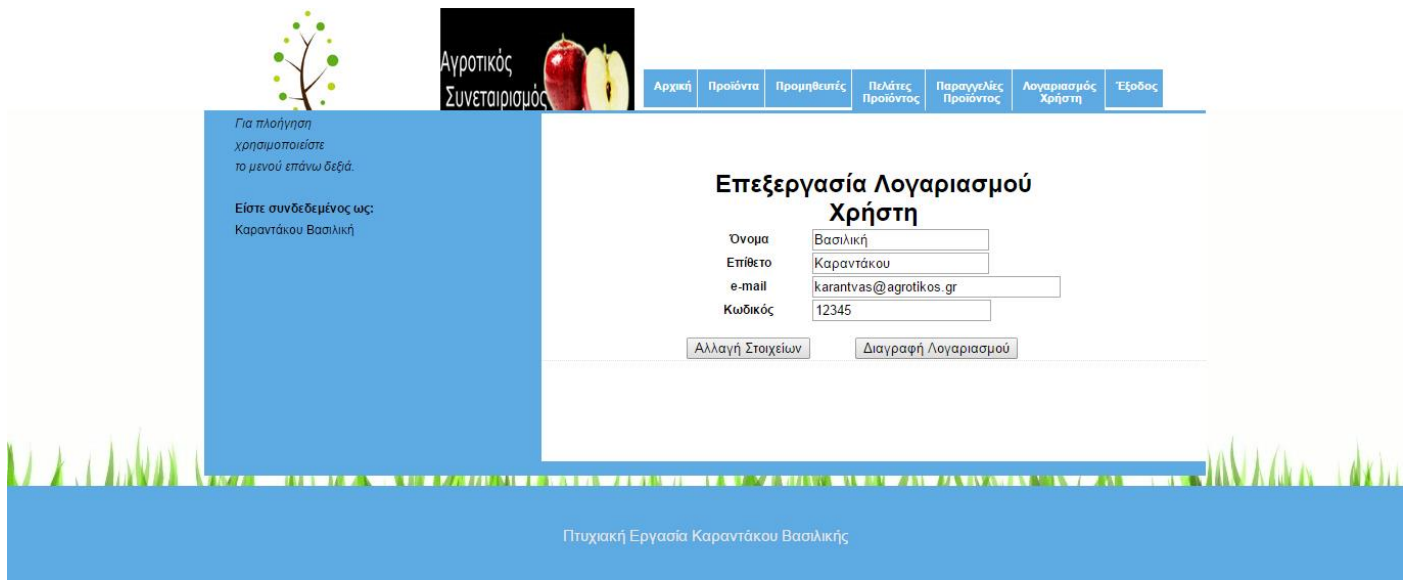 Αγροτικός
Συνεταιρισμός
Αρχική
Προϊόντα
Προμηθευτές
Πελάτες
Προϊόντος
Παραγγελίες
Προϊόντος
Λογαριασμός
Χρήστη
Έξοδος
Για πλοήγηση
χρησιμοποιείστε
το μενού επάνω δεξιά.
Είστε συνδεδεμένος ως:
Καραντάκου Βασιλική
Επεξεργασία Λογαριασμού
Χρήστη
Όνομα Βασιλική
Επίθετο Καραντάκου
e-mail karantvas@agrotikos.gr
Κωδικός 12345
Αλλαγή Στοιχείων Διαγραφή Λογαριασμού
Πτυχιακή Εργασία Καραντάκου Βασιλικής